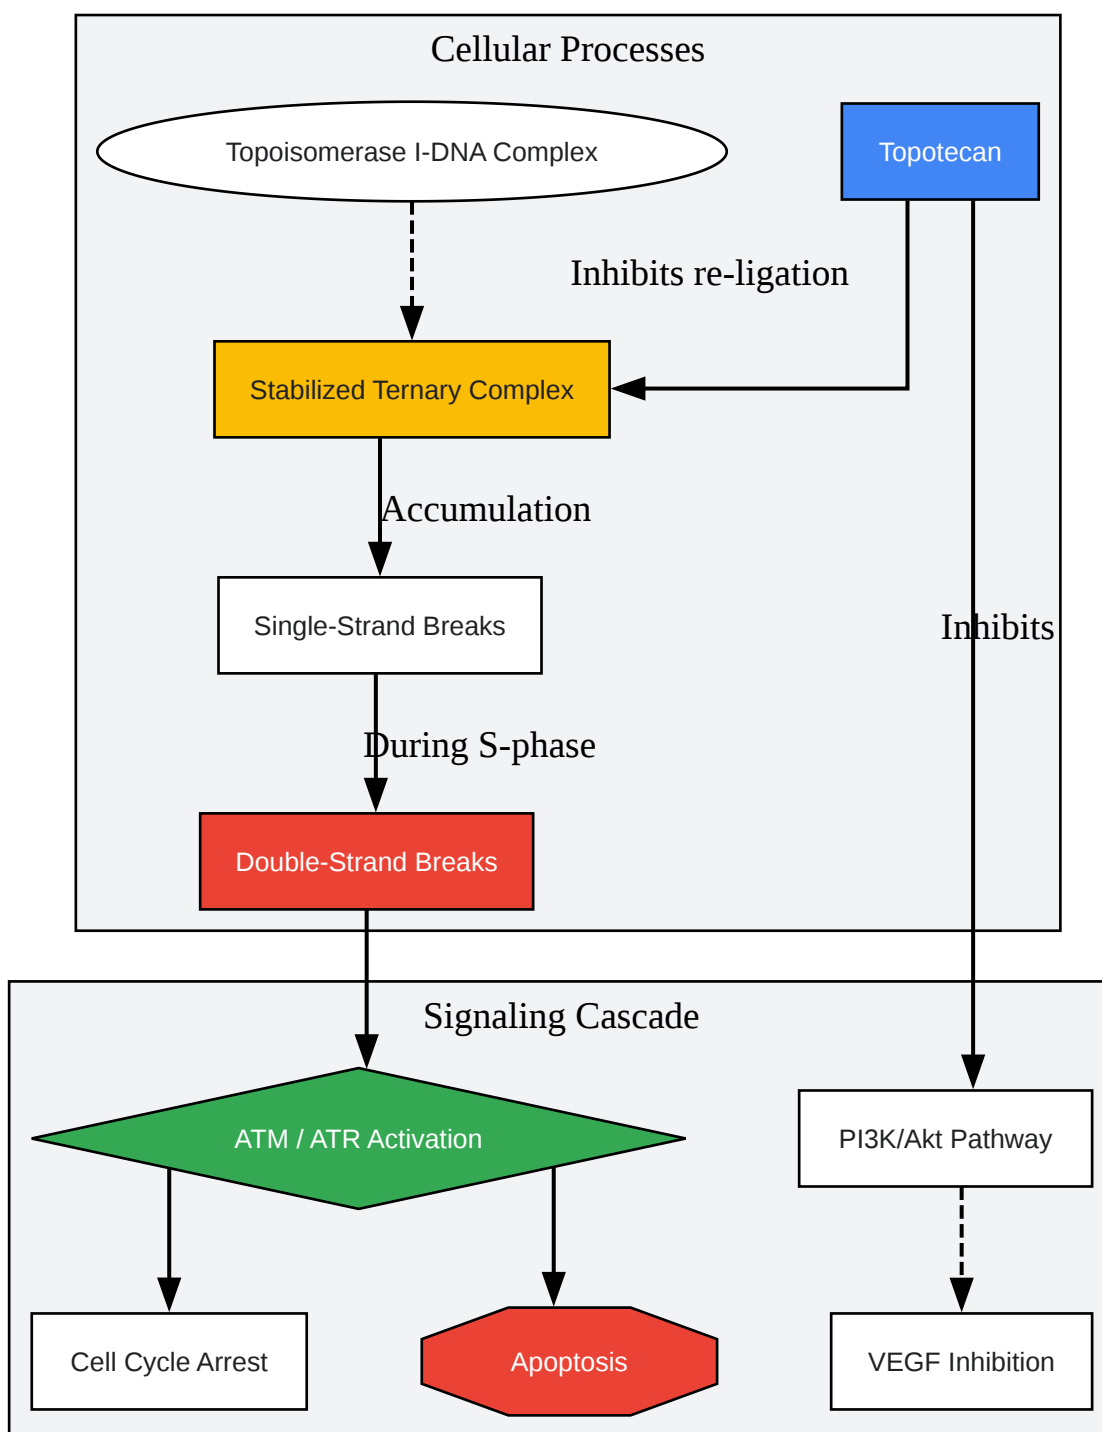 Cellular Processes
Topoisomerase I-DNA Complex
Topotecan
Inhibits re-ligation
Stabilized Ternary Complex
Accumulation
Single-Strand Breaks
Inhibits
During S-phase
Double-Strand Breaks
Signaling Cascade
ATM / ATR Activation
PI3K/Akt Pathway
Cell Cycle Arrest
Apoptosis
VEGF Inhibition